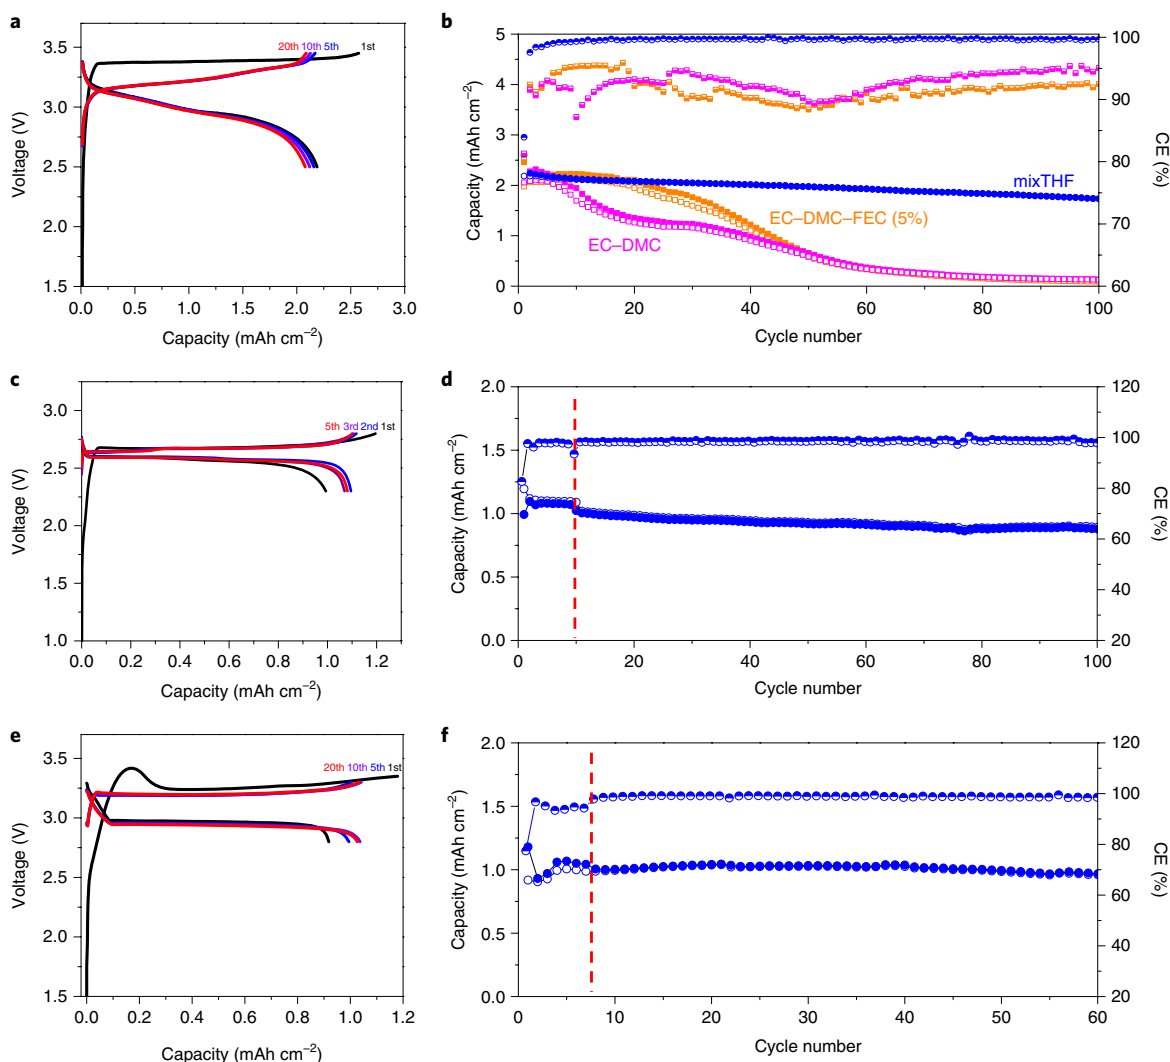 a
3.5
3.0
2.5
2.0
1.5
Voltage (V)
20th 10th 5th 1st
0.0 0.5 1.0 1.5 2.0 2.5 3.0
Capacity (mAh cm⁻²)
b
5
4
3
2
1
0
Capacity (mAh cm⁻²)
mixTHF
EC–DMC–FEC (5%)
EC–DMC
100
90
80
70
60
CE (%)
0 20 40 60 80 100
Cycle number
c
3.0
2.5
2.0
1.5
1.0
Voltage (V)
5th 3rd 2nd 1st
0.0 0.2 0.4 0.6 0.8 1.0 1.2
Capacity (mAh cm⁻²)
d
2.0
1.5
1.0
0.5
0.0
Capacity (mAh cm⁻²)
120
100
80
60
40
20
CE (%)
0 20 40 60 80 100
Cycle number
e
3.5
3.0
2.5
2.0
1.5
Voltage (V)
20th 10th 5th 1st
0.0 0.2 0.4 0.6 0.8 1.0 1.2
Capacity (mAh cm⁻²)
f
2.0
1.5
1.0
0.5
0.0
Capacity (mAh cm⁻²)
120
100
80
60
40
20
CE (%)
0 10 20 30 40 50 60
Cycle number